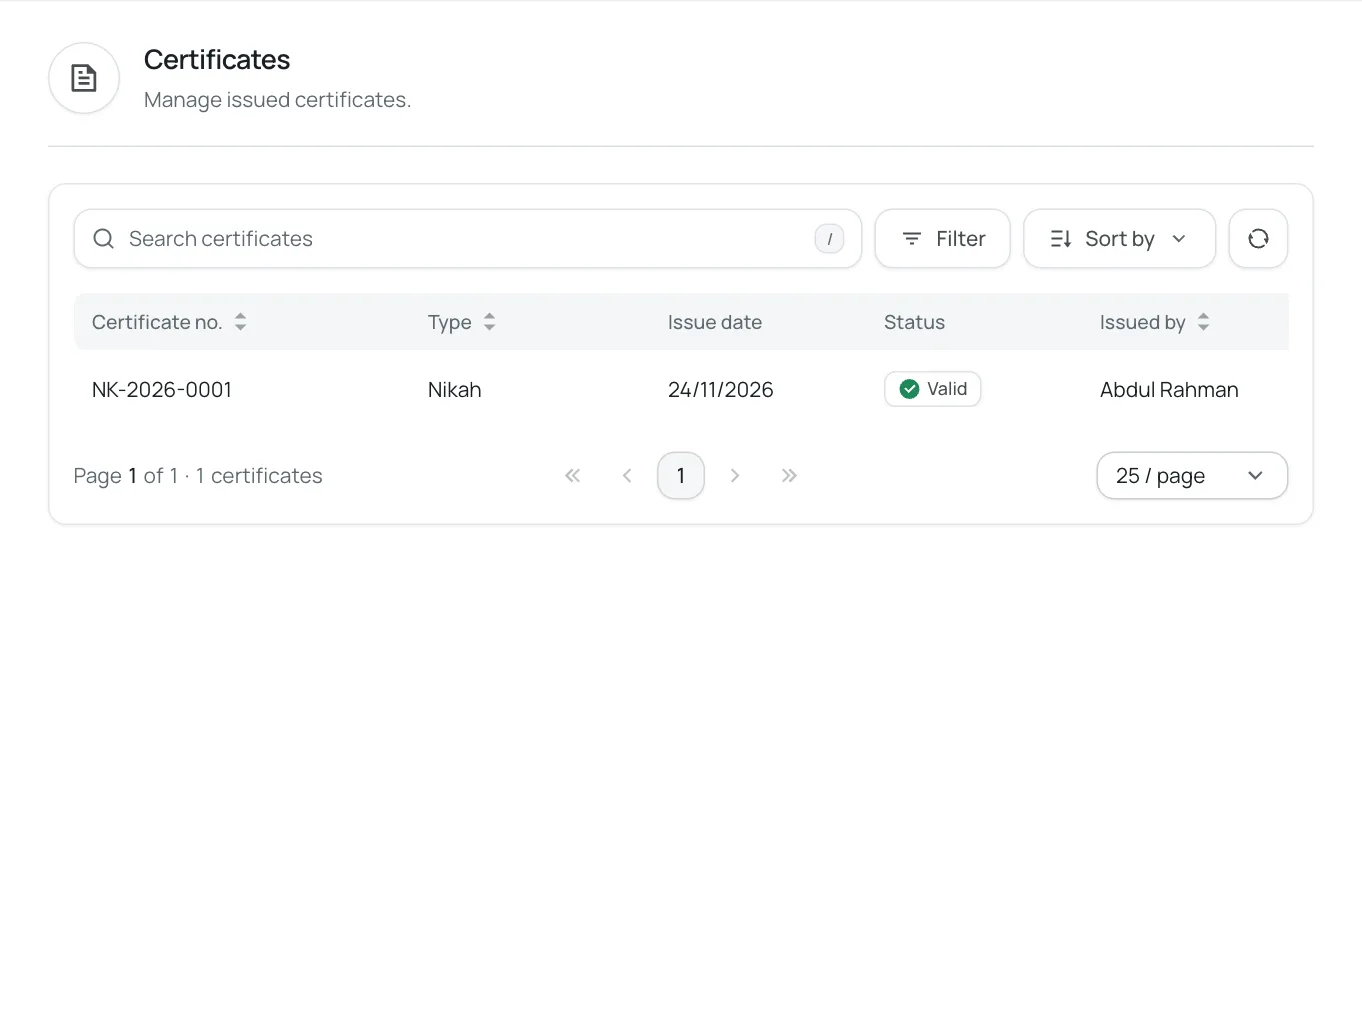 Certificates
Manage issued certificates.
Search certificates /
Filter
Sort by
Certificate no. Type Issue date Status Issued by
NK-2026-0001 Nikah 24/11/2026 Valid Abdul Rahman
Page 1 of 1 · 1 certificates
1
25 / page